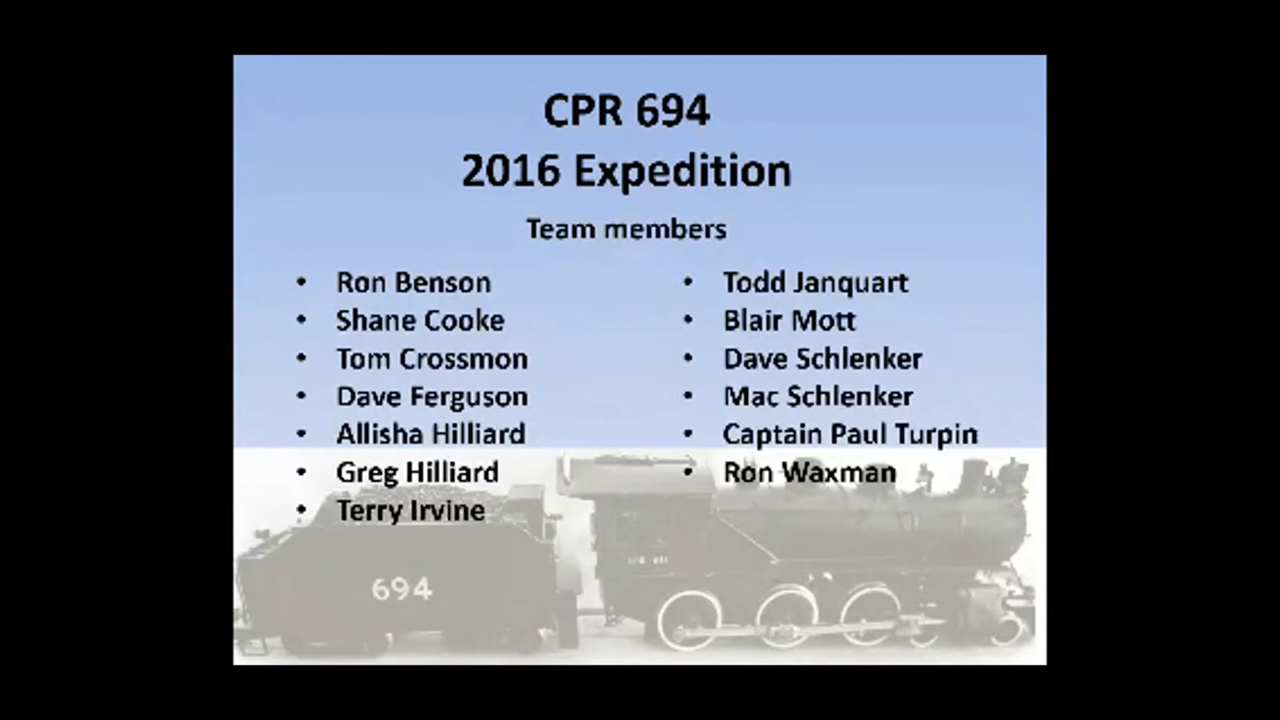 CPR 694
2016 Expedition
Team members
• Ron Benson
• Shane Cooke
• Tom Crossmon
• Dave Ferguson
• Allisha Hilliard
• Greg Hilliard
• Terry Irvine
• Todd Janquart
• Blair Mott
• Dave Schlenker
• Mac Schlenker
• Captain Paul Turpin
• Ron Waxman
694